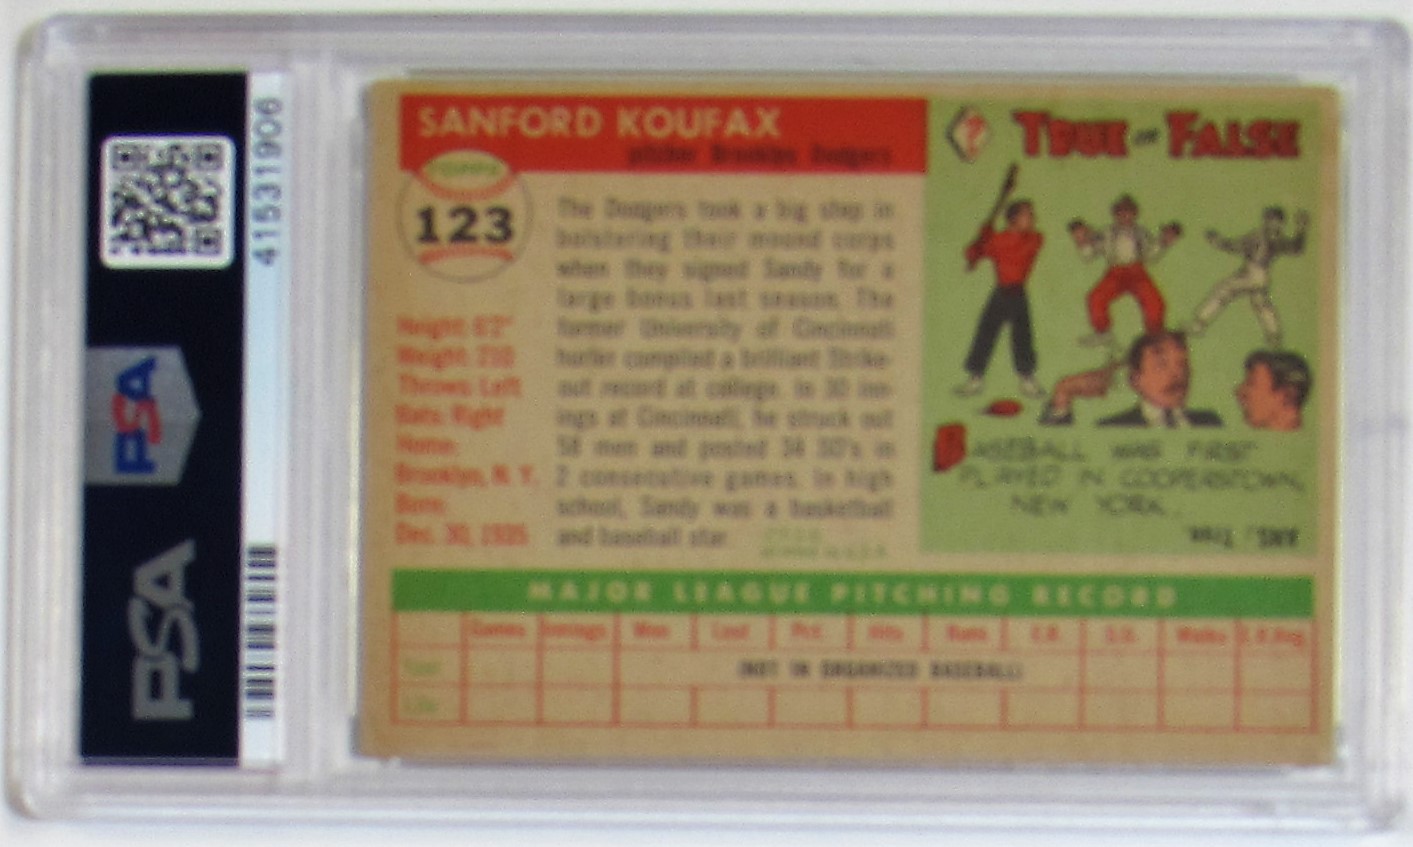 41531906
PSA
PSA
SANFORD KOUFAX
pitcher Brooklyn Dodgers
TOPPS
123
Height: 6'2"
Weight: 210
Throws: Left
Bats: Right
Home:
Brooklyn, N. Y.
Born:
Dec. 30, 1935
The Dodgers took a big step in
bolstering their mound corps
when they signed Sandy for a
large bonus last season. The
former University of Cincinnati
hurler compiled a brilliant Strike-
out record at college. In 30 inn-
ings at Cincinnati, he struck out
58 men and posted 34 SO's in
2 consecutive games. In high
school, Sandy was a basketball
and baseball star
TRUE or FALSE
BASEBALL WAS FIRST
PLAYED IN COOPERSTOWN,
NEW YORK.
ANS: True
MAJOR LEAGUE PITCHING RECORD
Games Innings Won Lost Pct. Hits Runs E.R. S.O. Walks E.R.Avg.
Year (NOT IN ORGANIZED BASEBALL)
Life